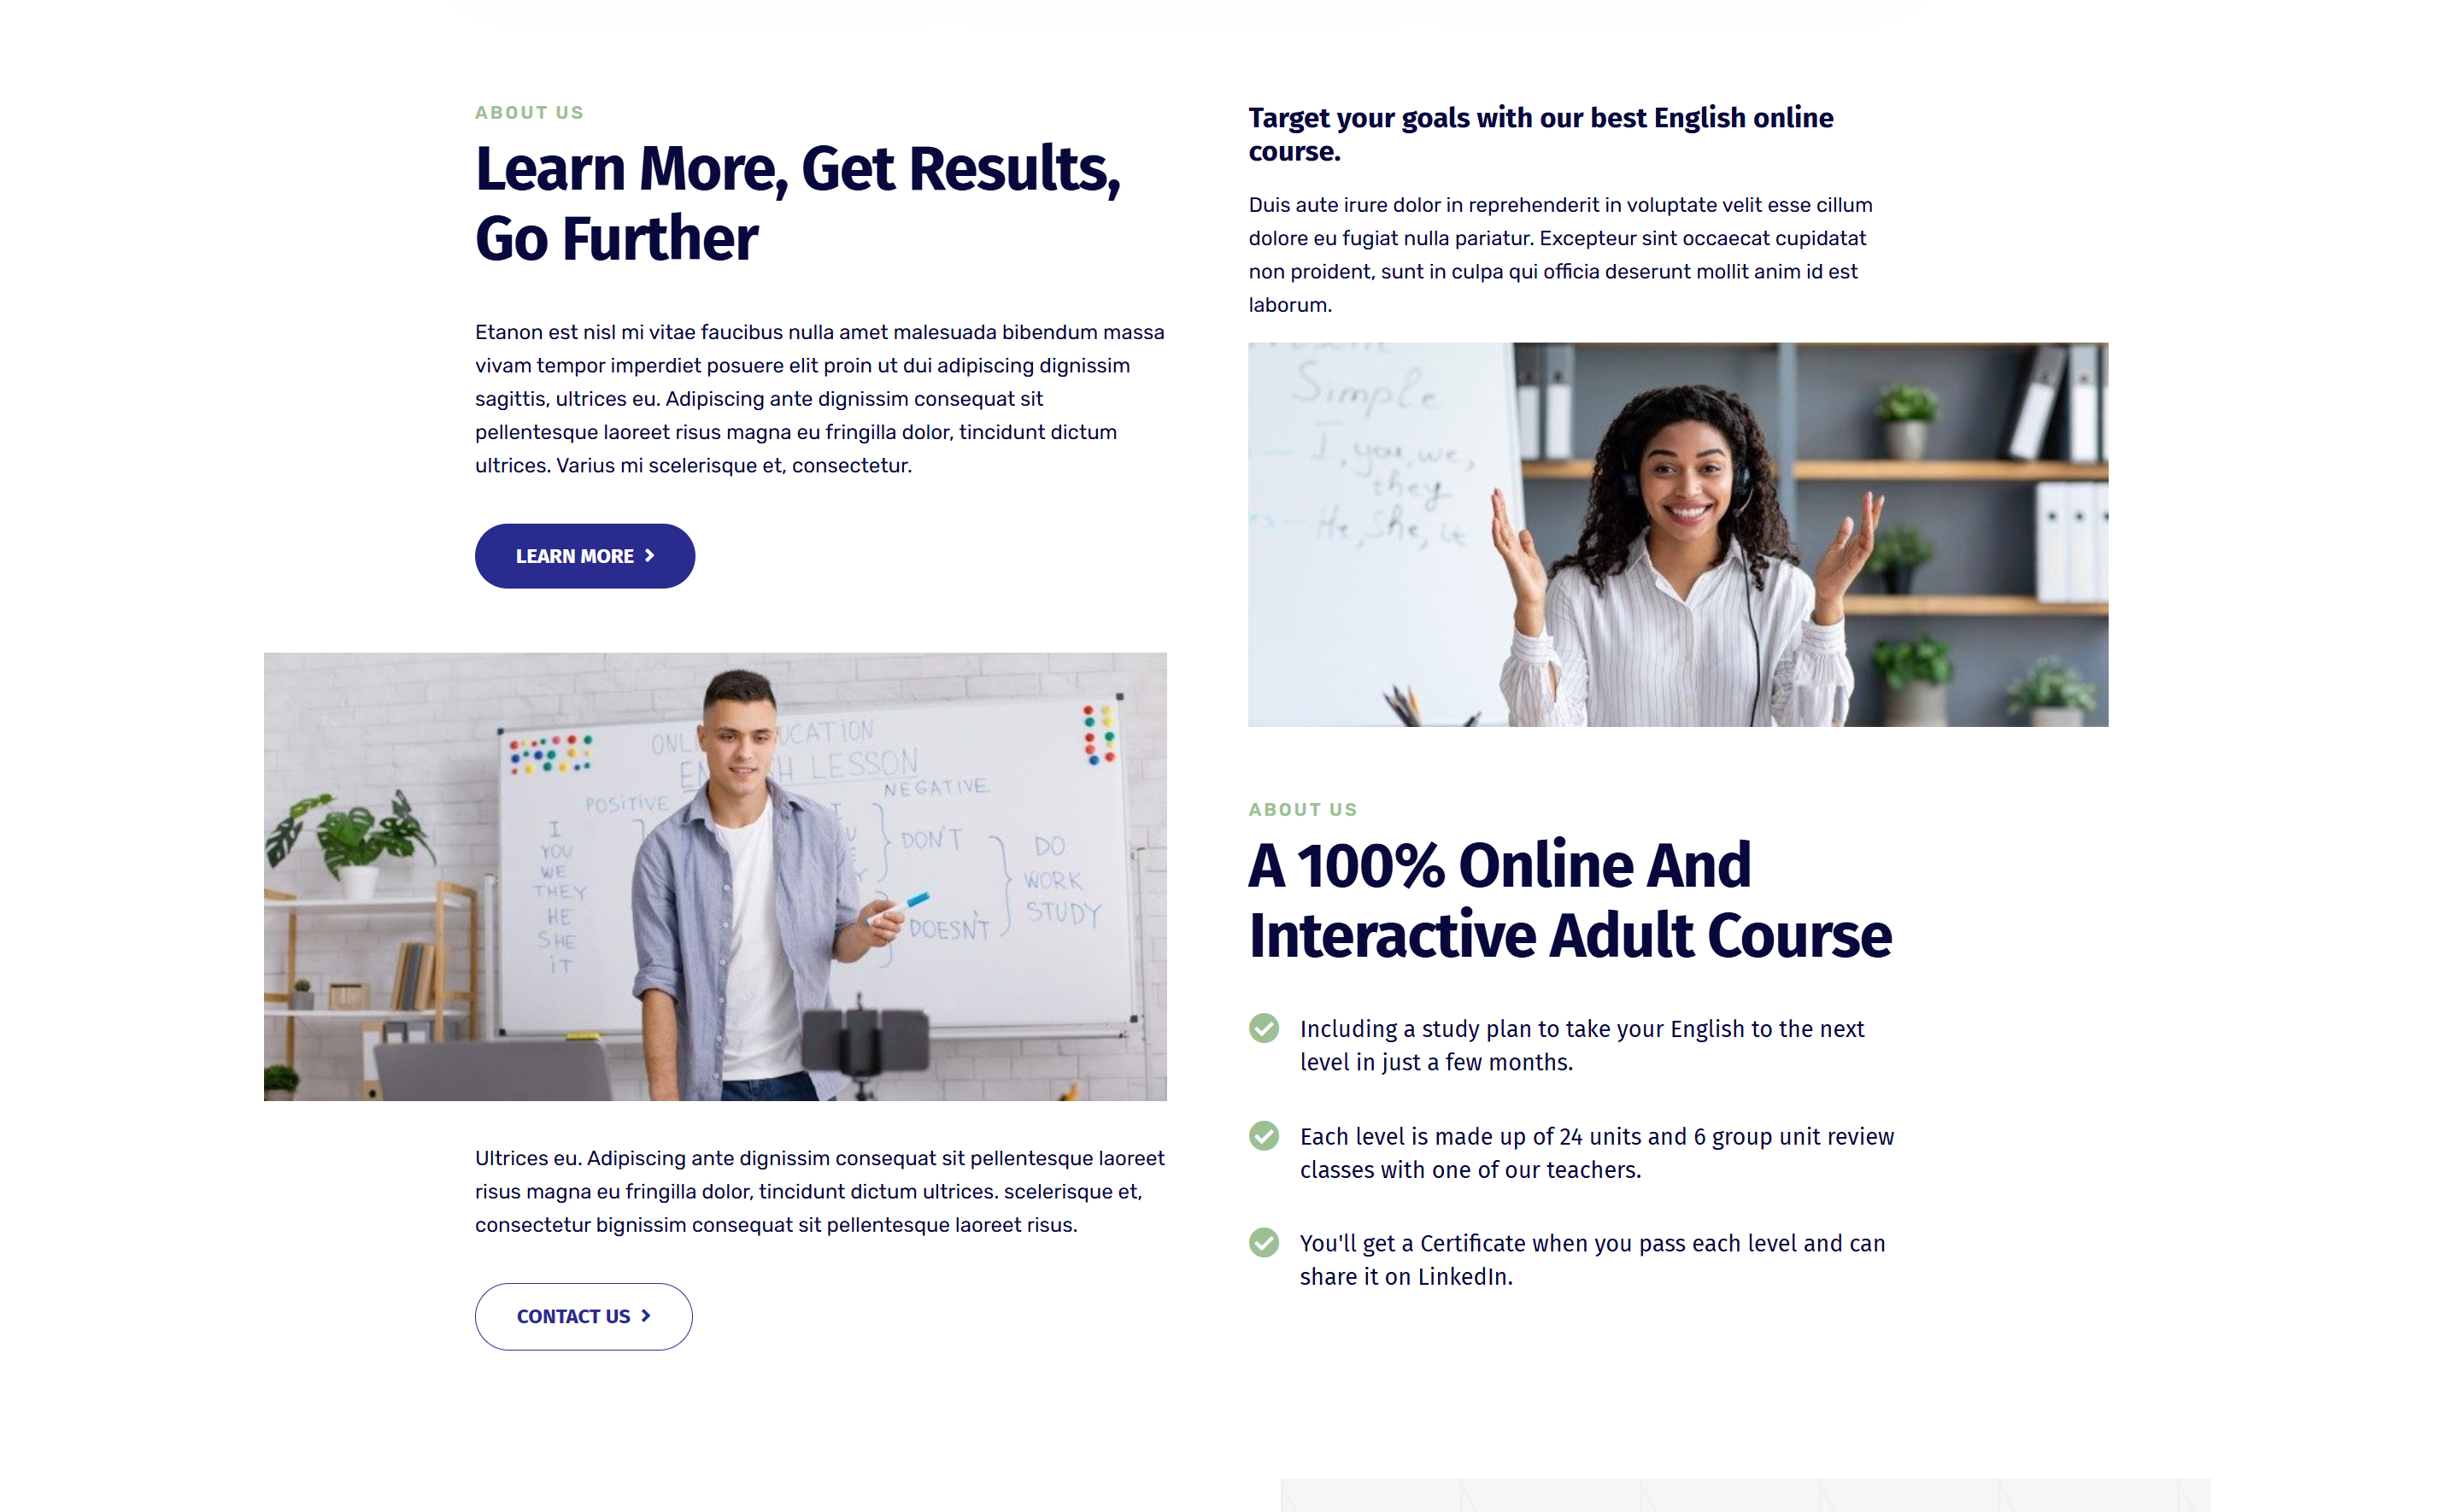 ABOUT US
Learn More, Get Results,
Go Further
Etanon est nisl mi vitae faucibus nulla amet malesuada bibendum massa
vivam tempor imperdiet posuere elit proin ut dui adipiscing dignissim
sagittis, ultrices eu. Adipiscing ante dignissim consequat sit
pellentesque laoreet risus magna eu fringilla dolor, tincidunt dictum
ultrices. Varius mi scelerisque et, consectetur.
LEARN MORE
LESSON
POSITIVE
NEGATIVE
I
YOU
WE
THEY
HE
SHE
iT
DON'T
DOESN'T
DO
WORK
STUDY
Ultrices eu. Adipiscing ante dignissim consequat sit pellentesque laoreet
risus magna eu fringilla dolor, tincidunt dictum ultrices. scelerisque et,
consectetur bignissim consequat sit pellentesque laoreet risus.
CONTACT US
Target your goals with our best English online
course.
Duis aute irure dolor in reprehenderit in voluptate velit esse cillum
dolore eu fugiat nulla pariatur. Excepteur sint occaecat cupidatat
non proident, sunt in culpa qui officia deserunt mollit anim id est
laborum.
Simple
I, you, we,
they
He, She, it
ABOUT US
A 100% Online And
Interactive Adult Course
Including a study plan to take your English to the next
level in just a few months.
Each level is made up of 24 units and 6 group unit review
classes with one of our teachers.
You'll get a Certificate when you pass each level and can
share it on LinkedIn.